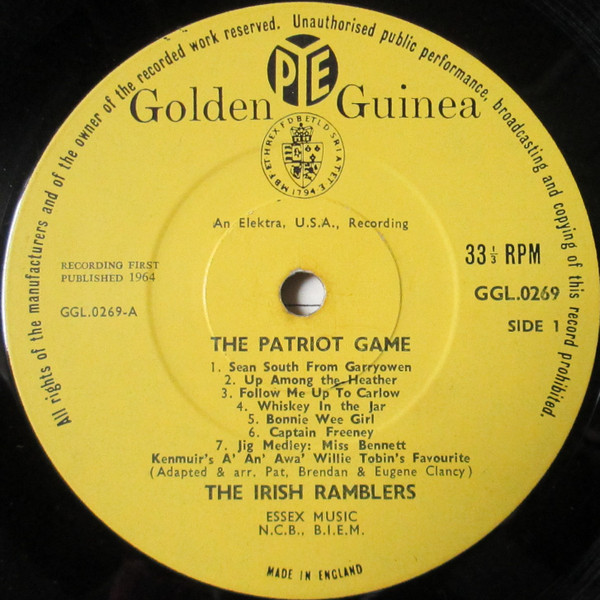 All rights of the manufacturers and of the owner of the recorded work reserved. Unauthorised public performance, broadcasting and copying of this record prohibited.
PYE
Golden Guinea
An Elektra, U.S.A., Recording
RECORDING FIRST
PUBLISHED 1964
33 1/3 RPM
GGL.0269
GGL.0269-A
SIDE 1
THE PATRIOT GAME
1. Sean South From Garryowen
2. Up Among the Heather
3. Follow Me Up To Carlow
4. Whiskey In the Jar
5. Bonnie Wee Girl
6. Captain Freeney
7. Jig Medley: Miss Bennett
Kenmuir's A' An' Awa' Willie Tobin's Favourite
(Adapted & arr. Pat, Brendan & Eugene Clancy)
THE IRISH RAMBLERS
ESSEX MUSIC
N.C.B., B.I.E.M.
MADE IN ENGLAND